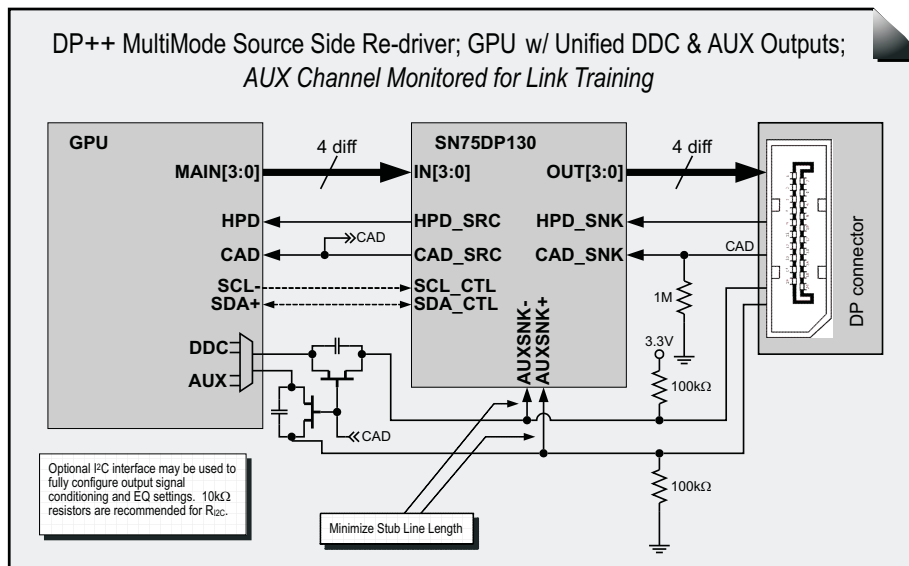 DP++ MultiMode Source Side Re-driver; GPU w/ Unified DDC & AUX Outputs;
AUX Channel Monitored for Link Training
GPU
SN75DP130
4 diff
4 diff
MAIN[3:0]
IN[3:0]
OUT[3:0]
HPD
HPD_SRC
HPD_SNK
CAD
CAD
CAD_SRC
CAD_SNK
CAD
SCL-
SCL_CTL
SDA+
SDA_CTL
1M
DP connector
AUXSNK-
AUXSNK+
3.3V
DDC
AUX
100kΩ
CAD
100kΩ
Optional I²C interface may be used to
fully configure output signal
conditioning and EQ settings. 10kΩ
resistors are recommended for RI2C.
Minimize Stub Line Length